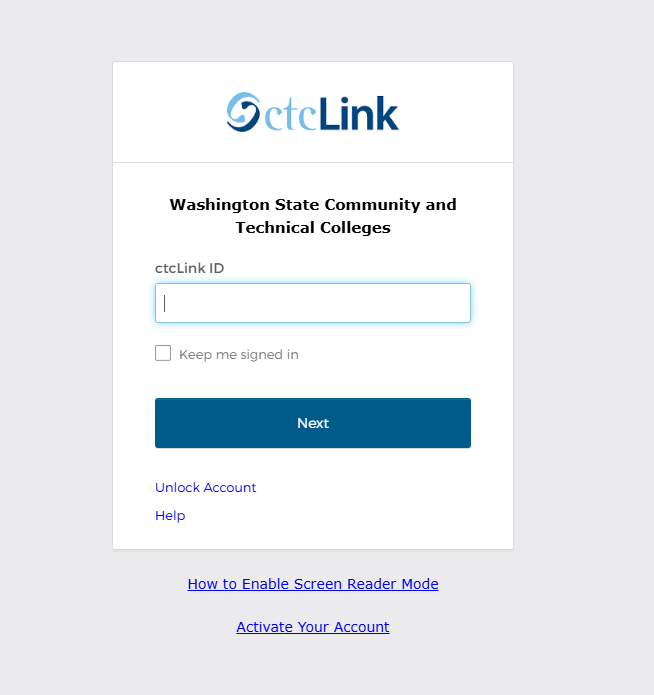 ctcLink
Washington State Community and
Technical Colleges
ctcLink ID
Keep me signed in
Next
Unlock Account
Help
How to Enable Screen Reader Mode
Activate Your Account